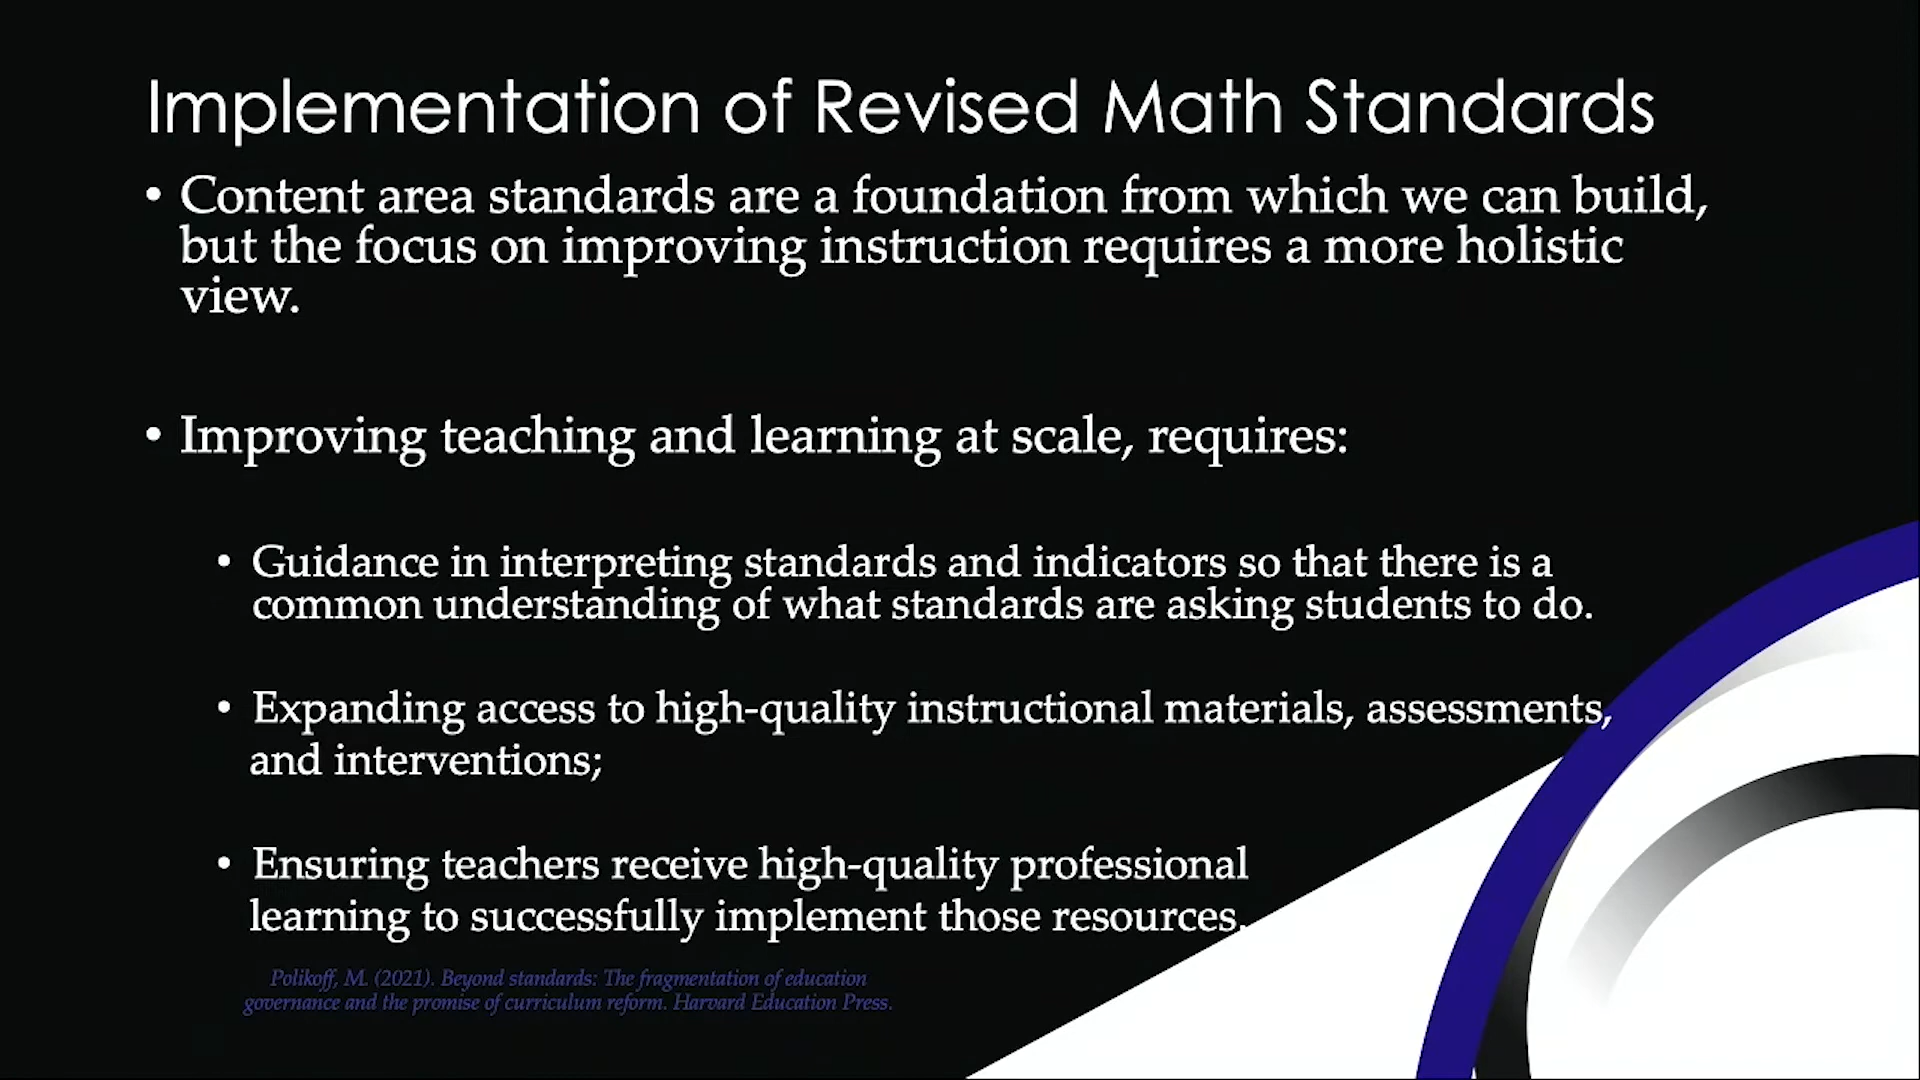 Implementation of Revised Math Standards
• Content area standards are a foundation from which we can build,
but the focus on improving instruction requires a more holistic
view.
• Improving teaching and learning at scale, requires:
• Guidance in interpreting standards and indicators so that there is a
common understanding of what standards are asking students to do.
• Expanding access to high-quality instructional materials, assessments,
and interventions;
• Ensuring teachers receive high-quality professional
learning to successfully implement those resources.
Polikoff, M. (2021). Beyond standards: The fragmentation of education
governance and the promise of curriculum reform. Harvard Education Press.